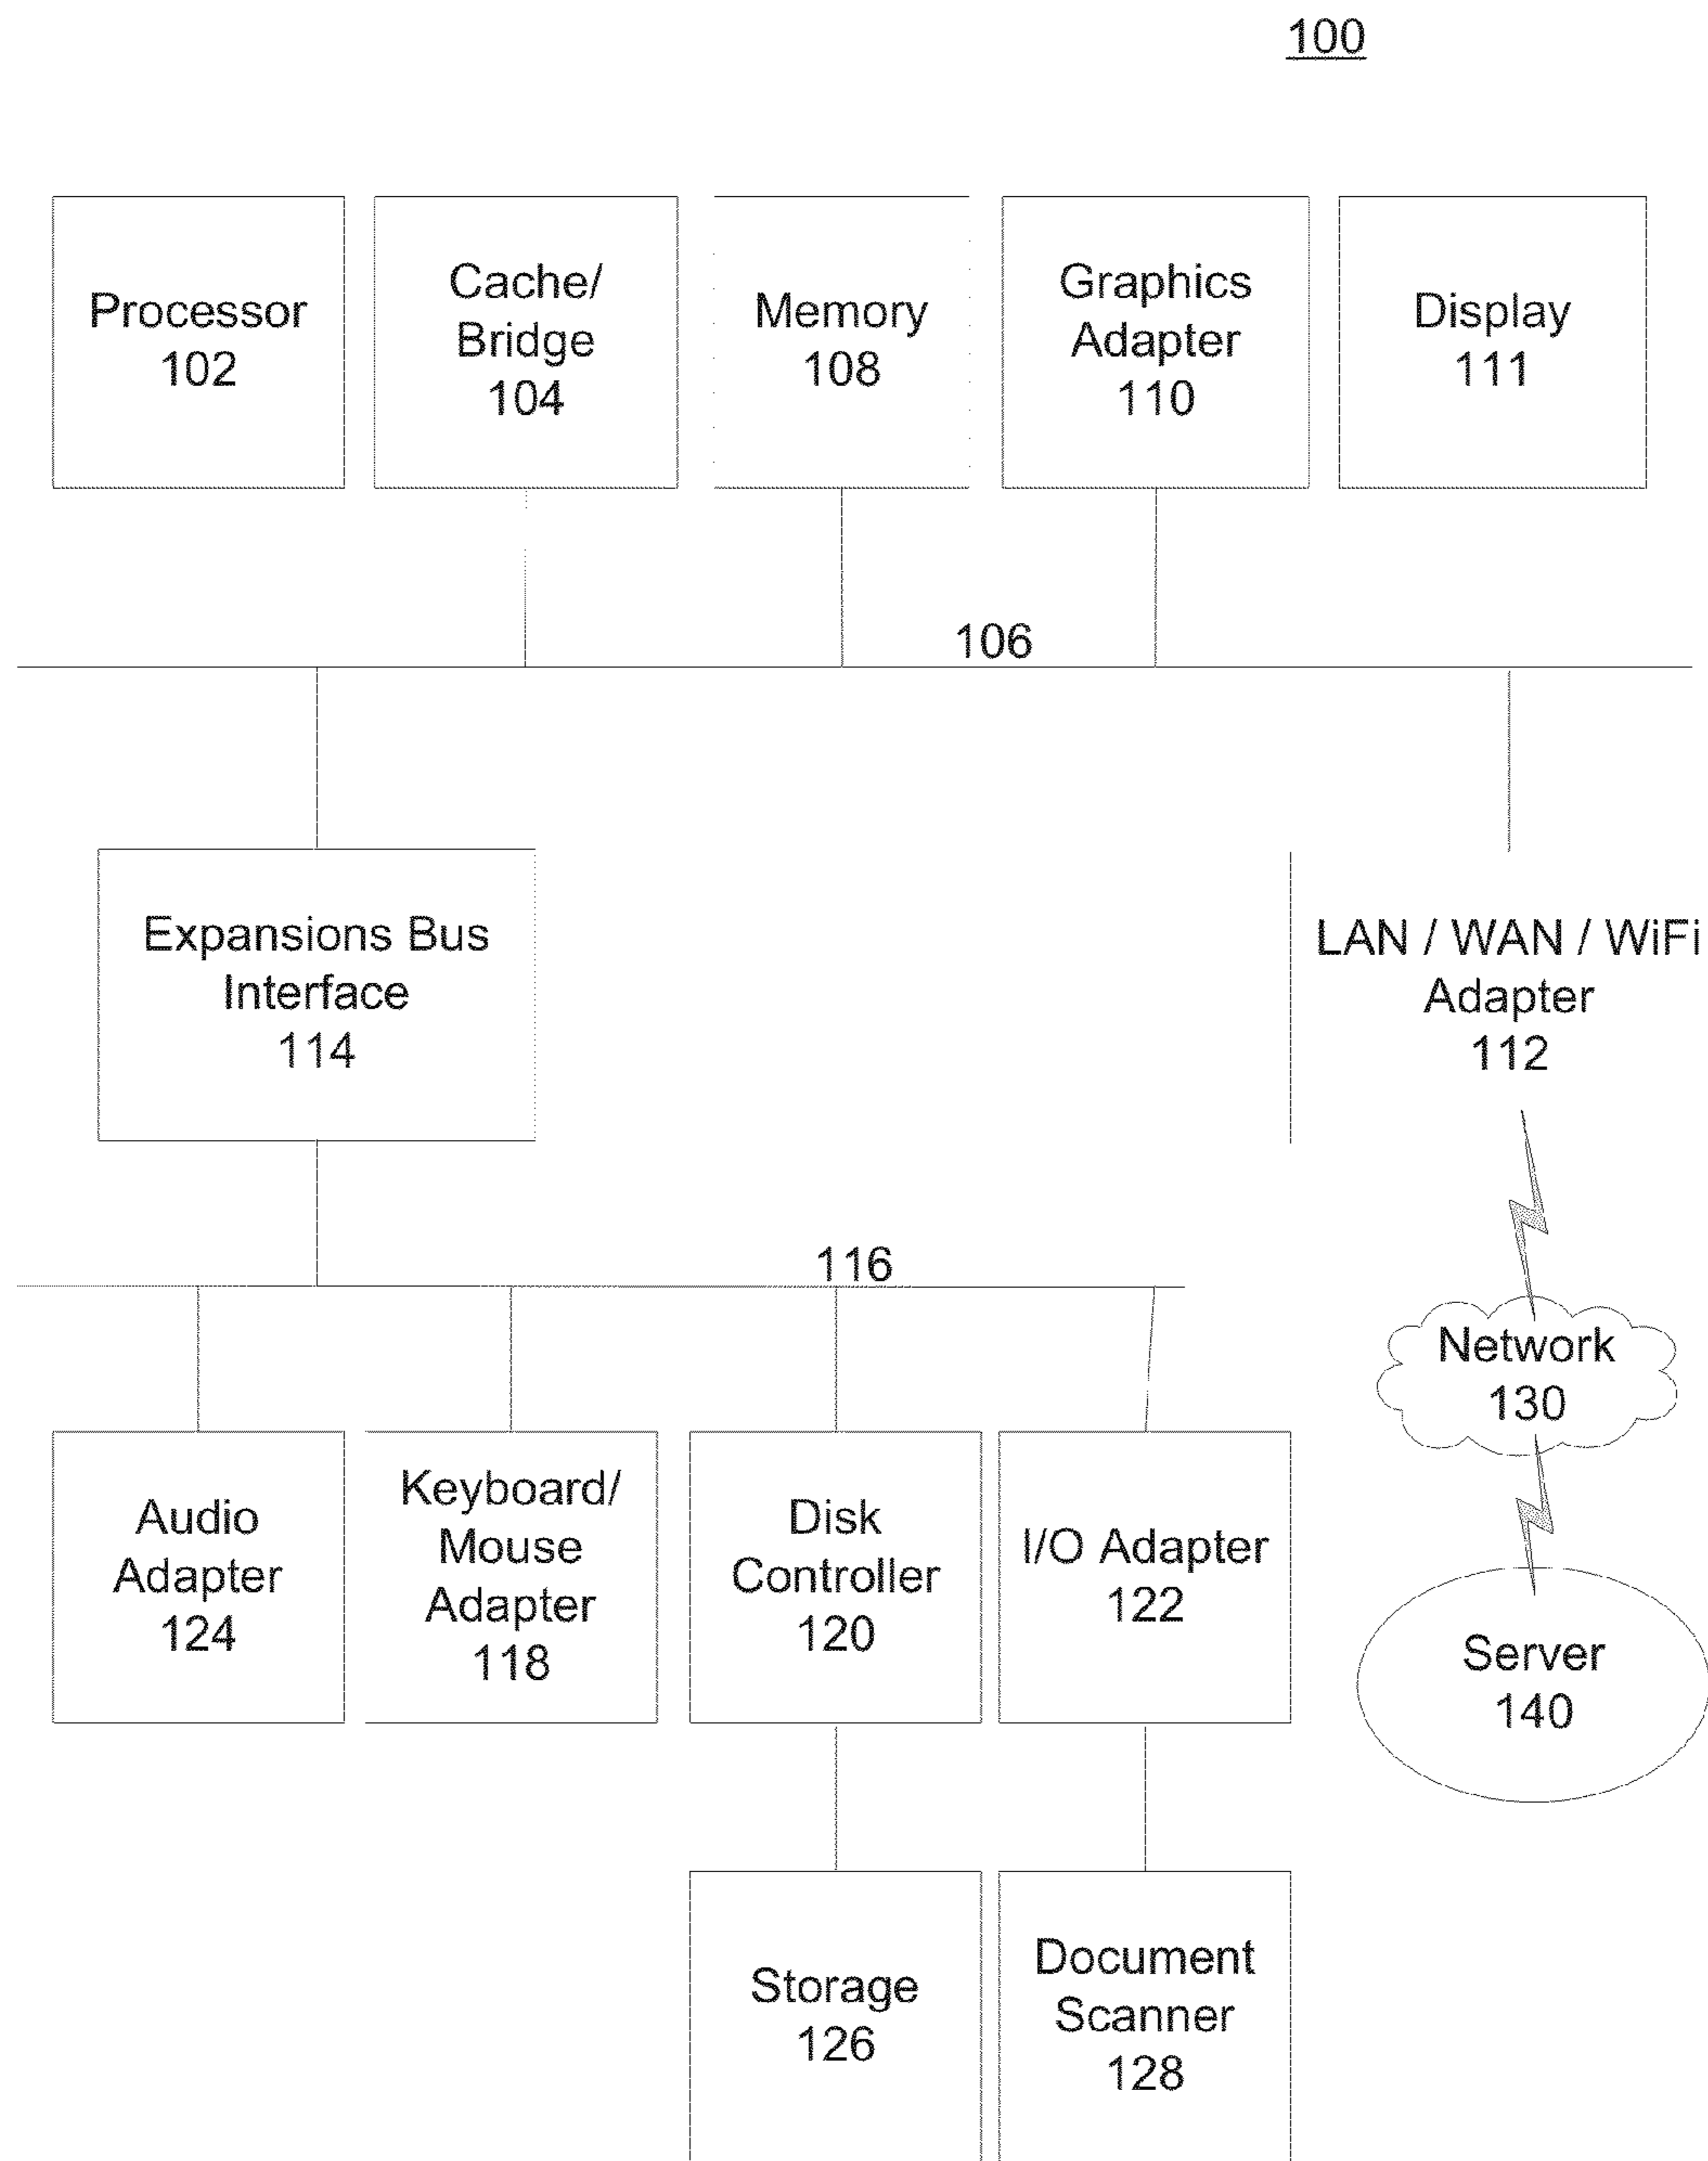 100
Processor
102
Cache/
Bridge
104
Memory
108
Graphics
Adapter
110
Display
111
106
Expansions Bus
Interface
114
LAN / WAN / WiFi
Adapter
112
116
Network
130
Audio
Adapter
124
Keyboard/
Mouse
Adapter
118
Disk
Controller
120
I/O Adapter
122
Server
140
Storage
126
Document
Scanner
128